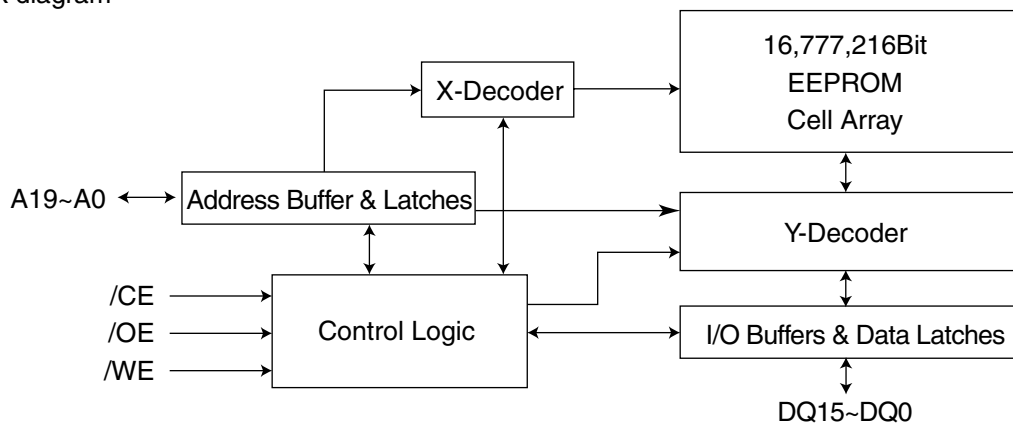 diagram
16,777,216Bit
EEPROM
Cell Array
X-Decoder
A19~A0
Address Buffer & Latches
Y-Decoder
/CE
/OE
/WE
Control Logic
I/O Buffers & Data Latches
DQ15~DQ0